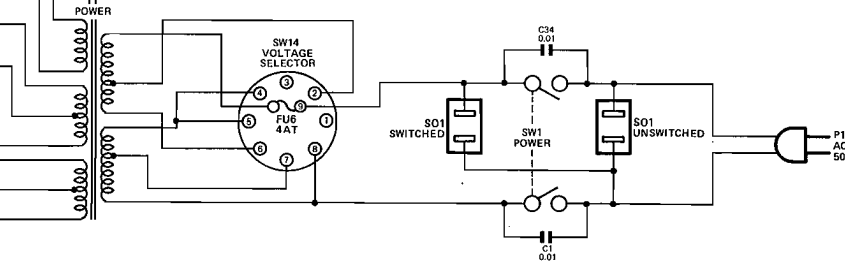 POWER
SW14
VOLTAGE
SELECTOR
3
4
2
9
5
FU6
4AT
1
6
8
7
C34
0.01
SO1
SWITCHED
SW1
POWER
SO1
UNSWITCHED
P1
AC
50
C1
0.01